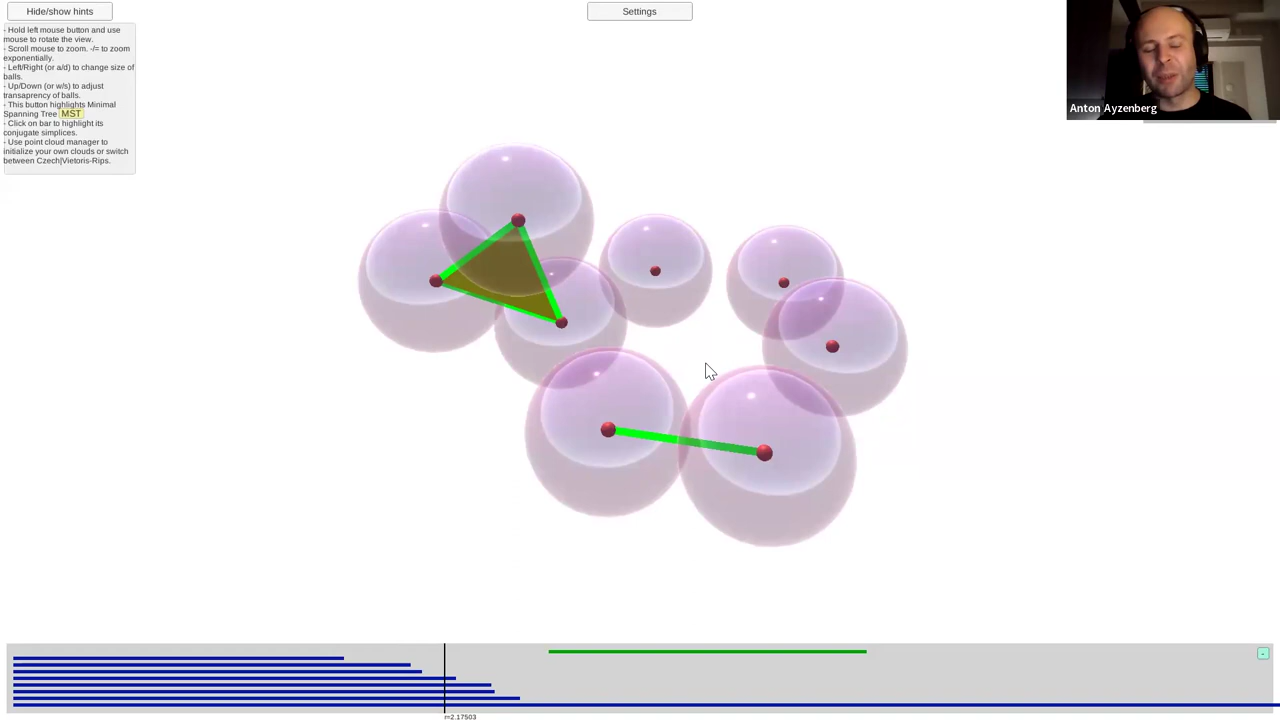 Hide/show hints
Settings
- Hold left mouse button and use
mouse to rotate the view.
- Scroll mouse to zoom. -/= to zoom
exponentially.
- Left/Right (or a/d) to change size of
balls.
- Up/Down (or w/s) to adjust
transaprency of balls.
- This button highlights Minimal
Spanning Tree MST
- Click on bar to highlight its
conjugate simplices.
- Use point cloud manager to
initialize your own clouds or switch
between Czech|Vietoris-Rips.
Anton Ayzenberg
-
r=2.17503